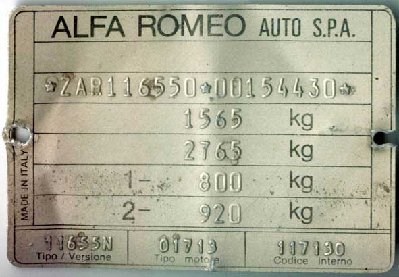 ALFA ROMEO AUTO S.P.A.
*ZAR116550*00154430*
1565 kg
2765 kg
1- 800 kg
2- 920 kg
MADE IN ITALY
11655N 01713 117130
Tipo / Versione Tipo motore Codice interno